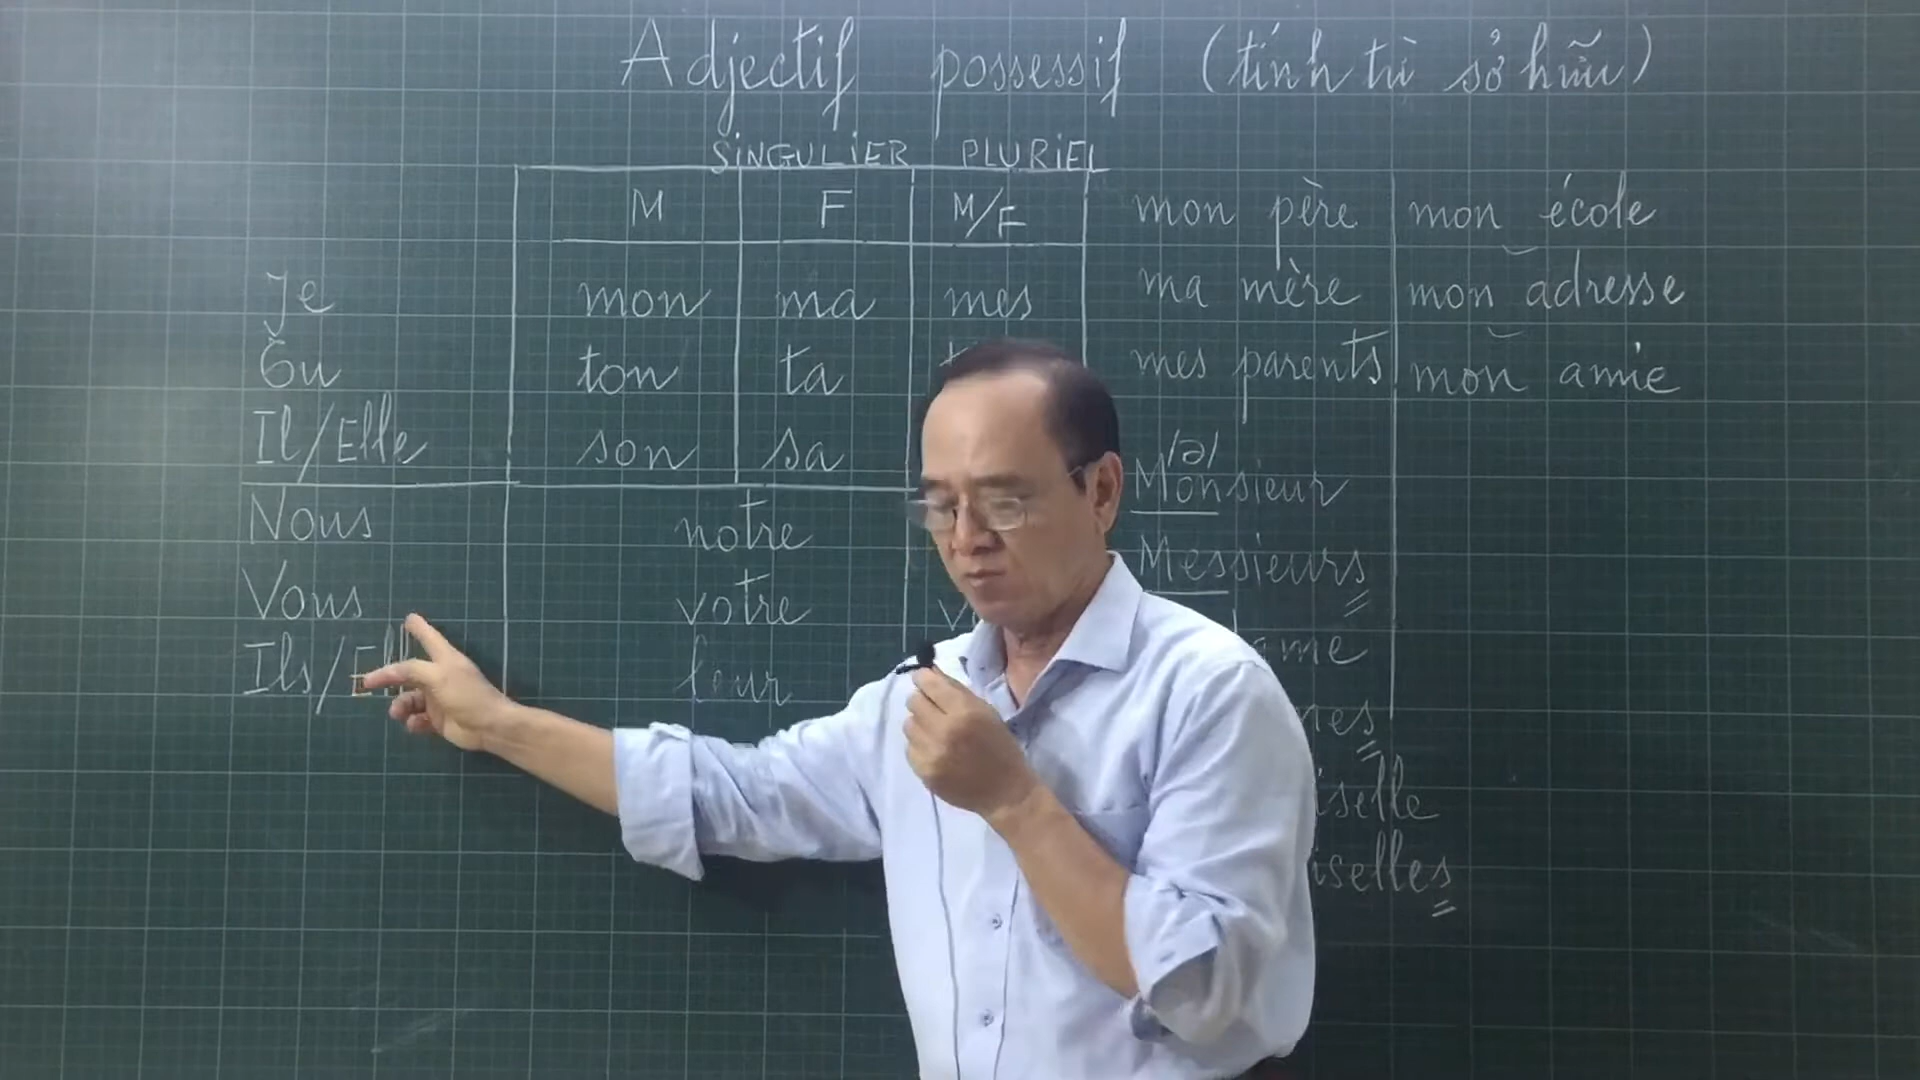 Adjectif possessif (tính từ sở hữu)
SINGULIER PLURIEL
M F M/F
Je mon ma mes
Tu ton ta
Il/Elle son sa
Nous notre
Vous votre
Ils/ leur
mon père
ma mère
mes parents
Monsieur
/ə/
Messieurs
mon école
mon adresse
mon amie